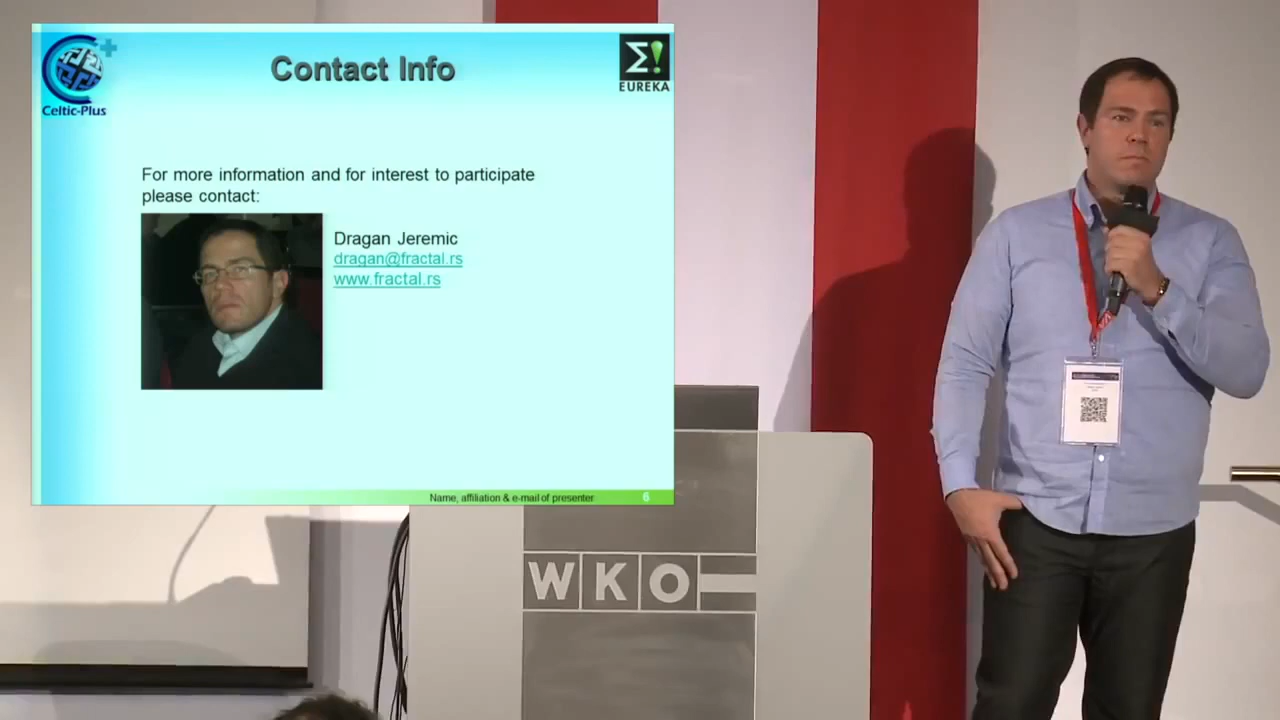 Contact Info
Celtic-Plus
Σ!
EUREKA
For more information and for interest to participate
please contact:
Dragan Jeremic
dragan@fractal.rs
www.fractal.rs
Name, affiliation & e-mail of presenter
6
WKO